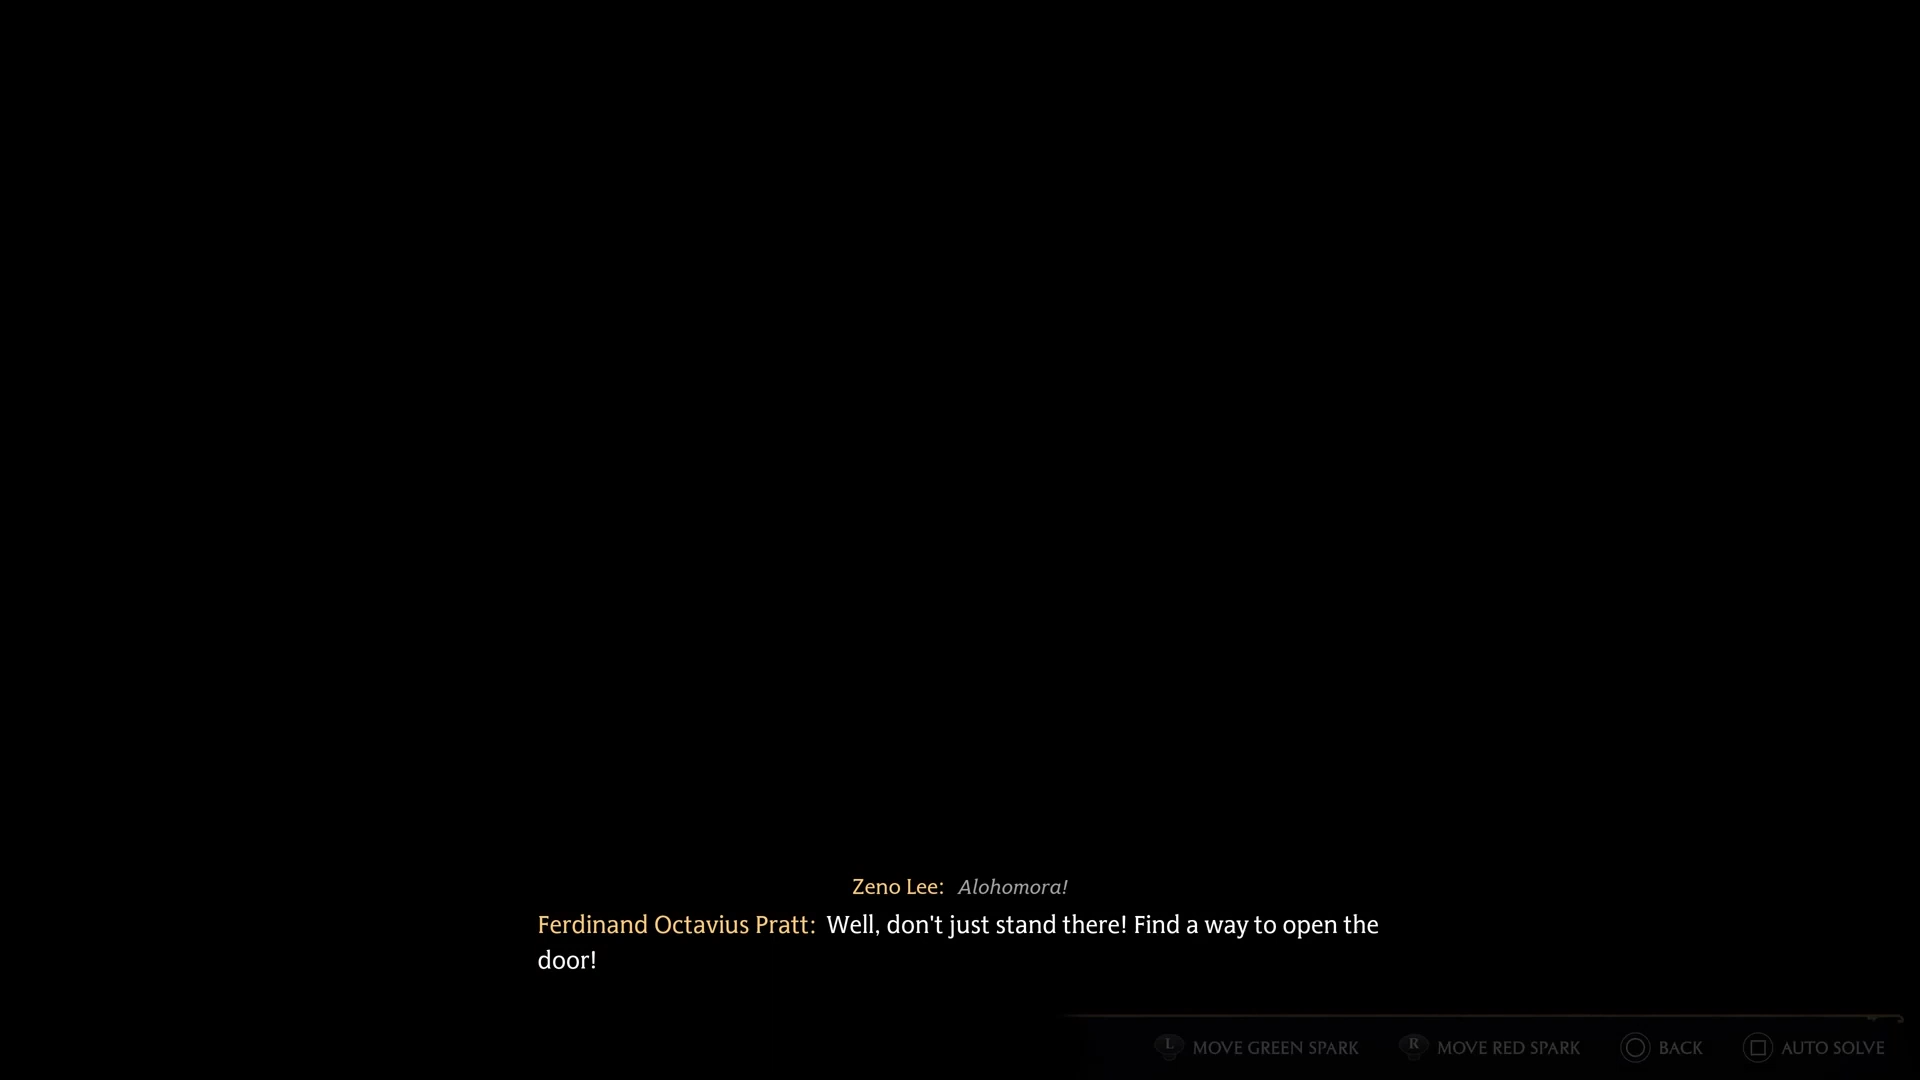 Zeno Lee: Alohomora!
Ferdinand Octavius Pratt: Well, don't just stand there! Find a way to open the
door!
L MOVE GREEN SPARK R MOVE RED SPARK BACK AUTO SOLVE